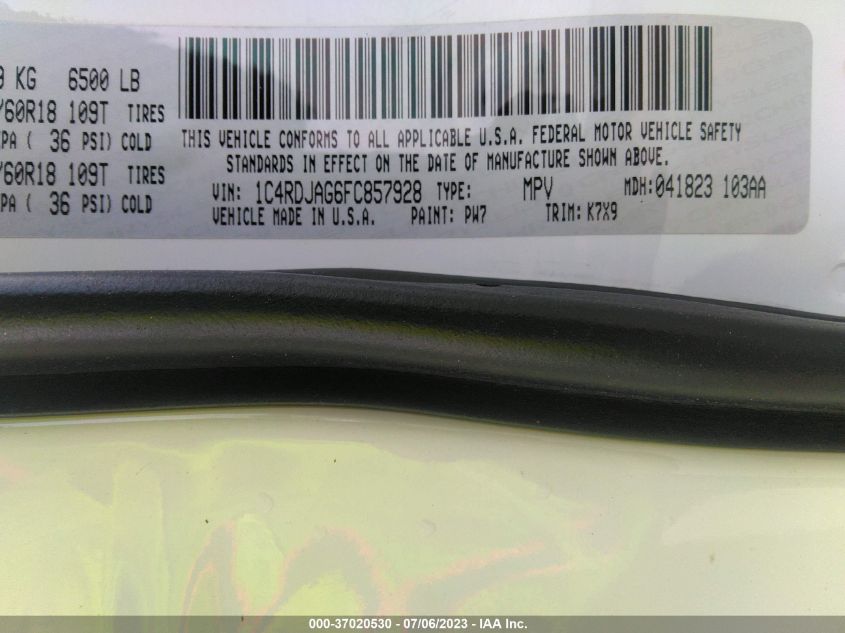 KG 6500 LB
60R18 109T TIRES
PA ( 36 PSI) COLD
60R18 109T TIRES
PA ( 36 PSI) COLD
THIS VEHICLE CONFORMS TO ALL APPLICABLE U.S.A. FEDERAL MOTOR VEHICLE SAFETY
STANDARDS IN EFFECT ON THE DATE OF MANUFACTURE SHOWN ABOVE.
VIN: 1C4RDJAG6FC857928 TYPE: MPV MDH:041823 103AA
VEHICLE MADE IN U.S.A. PAINT: PW7 TRIM: K7X9
000-37020530 - 07/06/2023 - IAA Inc.